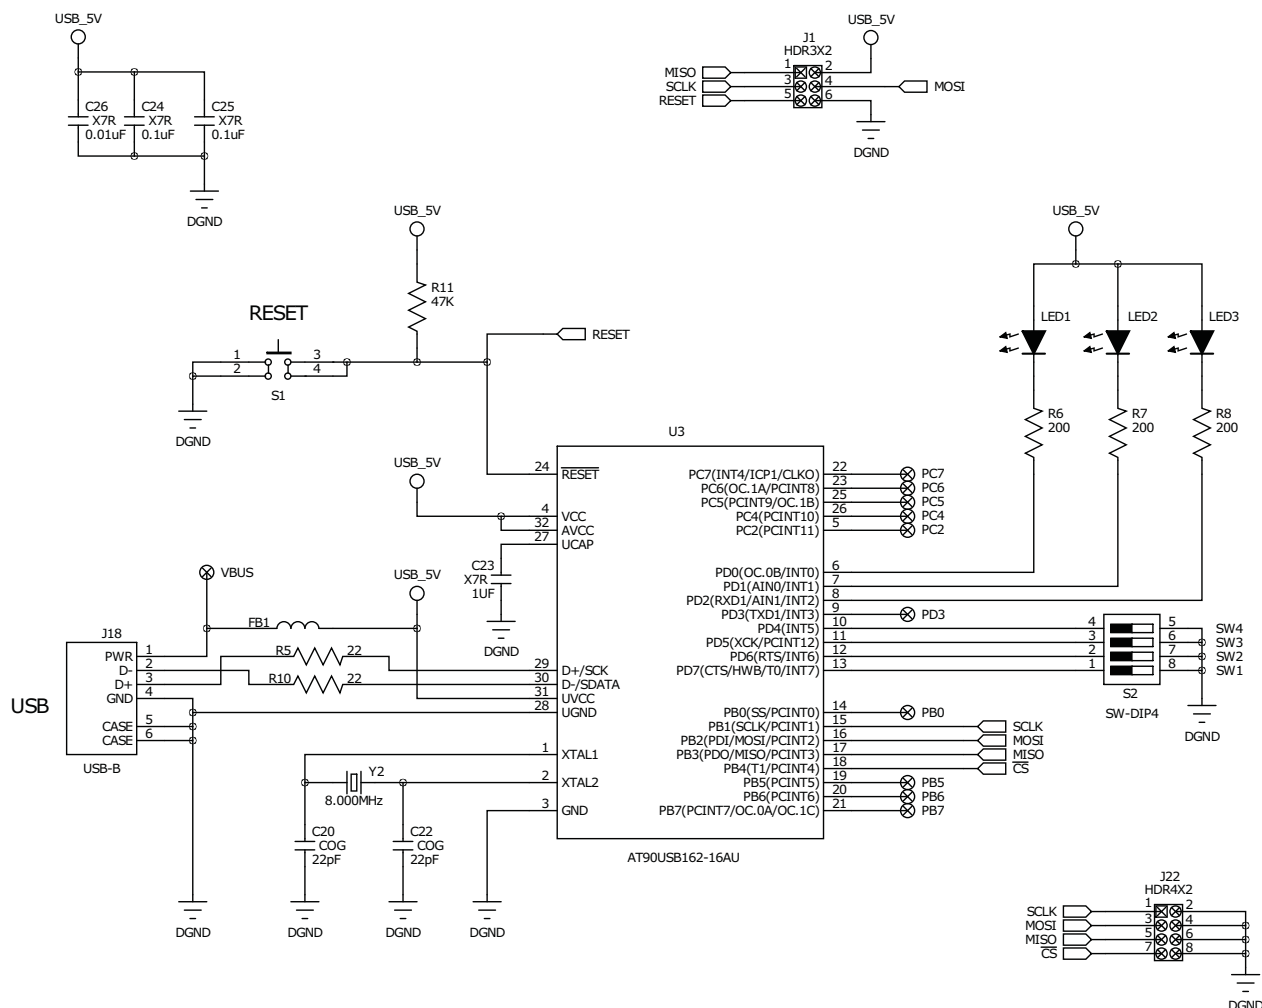 USB_5V
C26
X7R
0.01uF
C24
X7R
0.1uF
C25
X7R
0.1uF
DGND
J1
HDR3X2
USB_5V
MISO 1 2
SCLK 3 4 MOSI
RESET 5 6
DGND
USB_5V
R11
47K
RESET
1 3
2 4
S1
DGND
RESET
USB_5V
LED1 LED2 LED3
R6
200
R7
200
R8
200
U3
24 RESET
USB_5V
4 VCC
32 AVCC
27 UCAP
C23
X7R
1UF
DGND
PC7(INT4/ICP1/CLKO) 22 PC7
PC6(OC.1A/PCINT8) 23 PC6
PC5(PCINT9/OC.1B) 25 PC5
PC4(PCINT10) 26 PC4
PC2(PCINT11) 5 PC2
PD0(OC.0B/INT0) 6
PD1(AIN0/INT1) 7
PD2(RXD1/AIN1/INT2) 8
PD3(TXD1/INT3) 9 PD3
PD4(INT5) 10 4 5 SW4
PD5(XCK/PCINT12) 11 3 6 SW3
PD6(RTS/INT6) 12 2 7 SW2
PD7(CTS/HWB/T0/INT7) 13 1 8 SW1
S2
SW-DIP4
DGND
VBUS
USB_5V
FB1
J18
PWR 1
D- 2
D+ 3
GND 4
CASE 5
CASE 6
USB-B
USB
R5 22
R10 22
29 D+/SCK
30 D-/SDATA
31 UVCC
28 UGND
1 XTAL1
2 XTAL2
3 GND
Y2
8.000MHz
C20
COG
22pF
C22
COG
22pF
DGND DGND DGND DGND
PB0(SS/PCINT0) 14 PB0
PB1(SCLK/PCINT1) 15 SCLK
PB2(PDI/MOSI/PCINT2) 16 MOSI
PB3(PDO/MISO/PCINT3) 17 MISO
PB4(T1/PCINT4) 18 CS
PB5(PCINT5) 19 PB5
PB6(PCINT6) 20 PB6
PB7(PCINT7/OC.0A/OC.1C) 21 PB7
AT90USB162-16AU
J22
HDR4X2
SCLK 1 2
MOSI 3 4
MISO 5 6
CS 7 8
DGND